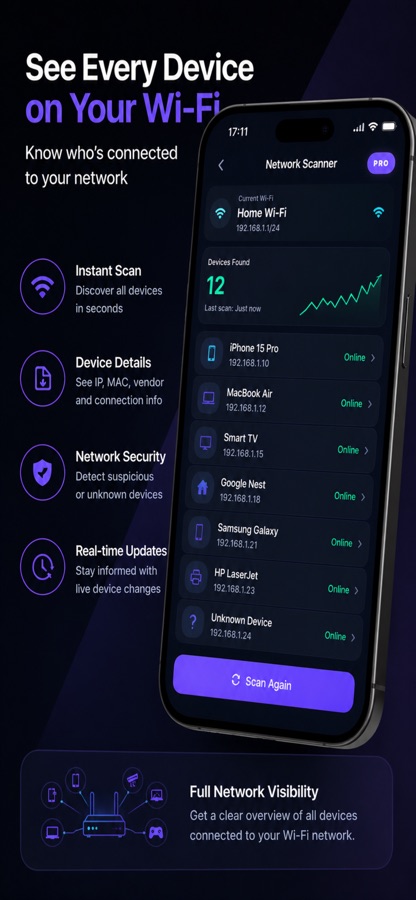 See Every Device
on Your Wi-Fi
Know who's connected
to your network
Instant Scan
Discover all devices
in seconds
Device Details
See IP, MAC, vendor
and connection info
Network Security
Detect suspicious
or unknown devices
Real-time Updates
Stay informed with
live device changes
17:11
Network Scanner
PRO
Current Wi-Fi
Home Wi-Fi
192.168.1.1/24
Devices Found
12
Last scan: Just now
iPhone 15 Pro
192.168.1.10
Online
MacBook Air
192.168.1.12
Online
Smart TV
192.168.1.15
Online
Google Nest
192.168.1.18
Online
Samsung Galaxy
192.168.1.21
Online
HP LaserJet
192.168.1.23
Online
Unknown Device
192.168.1.24
Online
Scan Again
Full Network Visibility
Get a clear overview of all devices
connected to your Wi-Fi network.